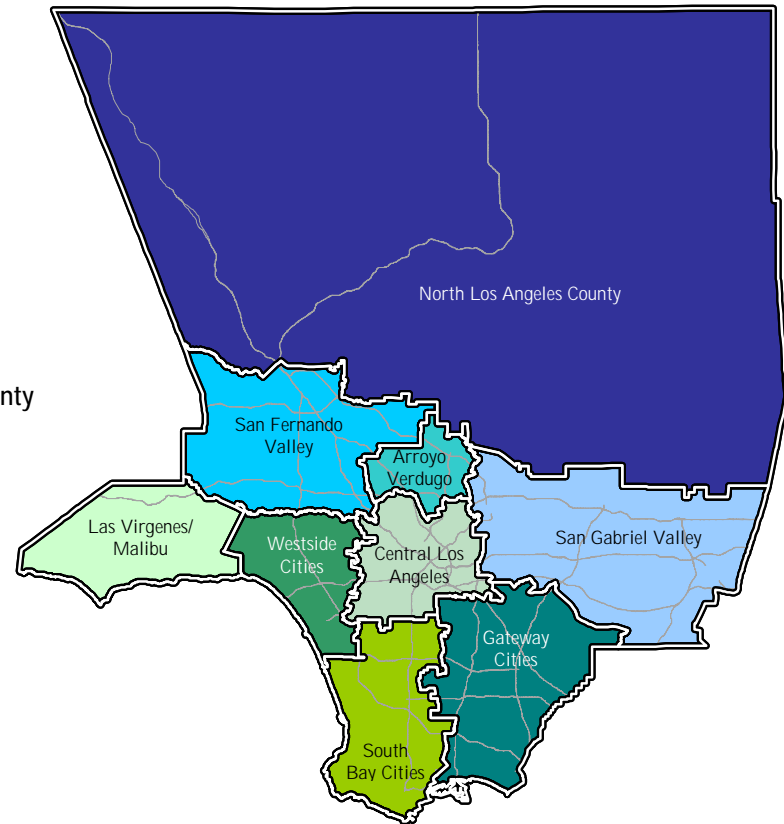 North Los Angeles County
nty
San Fernando
Valley
Arroyo
Verdugo
Las Virgenes/
Malibu
Westside
Cities
Central Los
Angeles
San Gabriel Valley
Gateway
Cities
South
Bay Cities